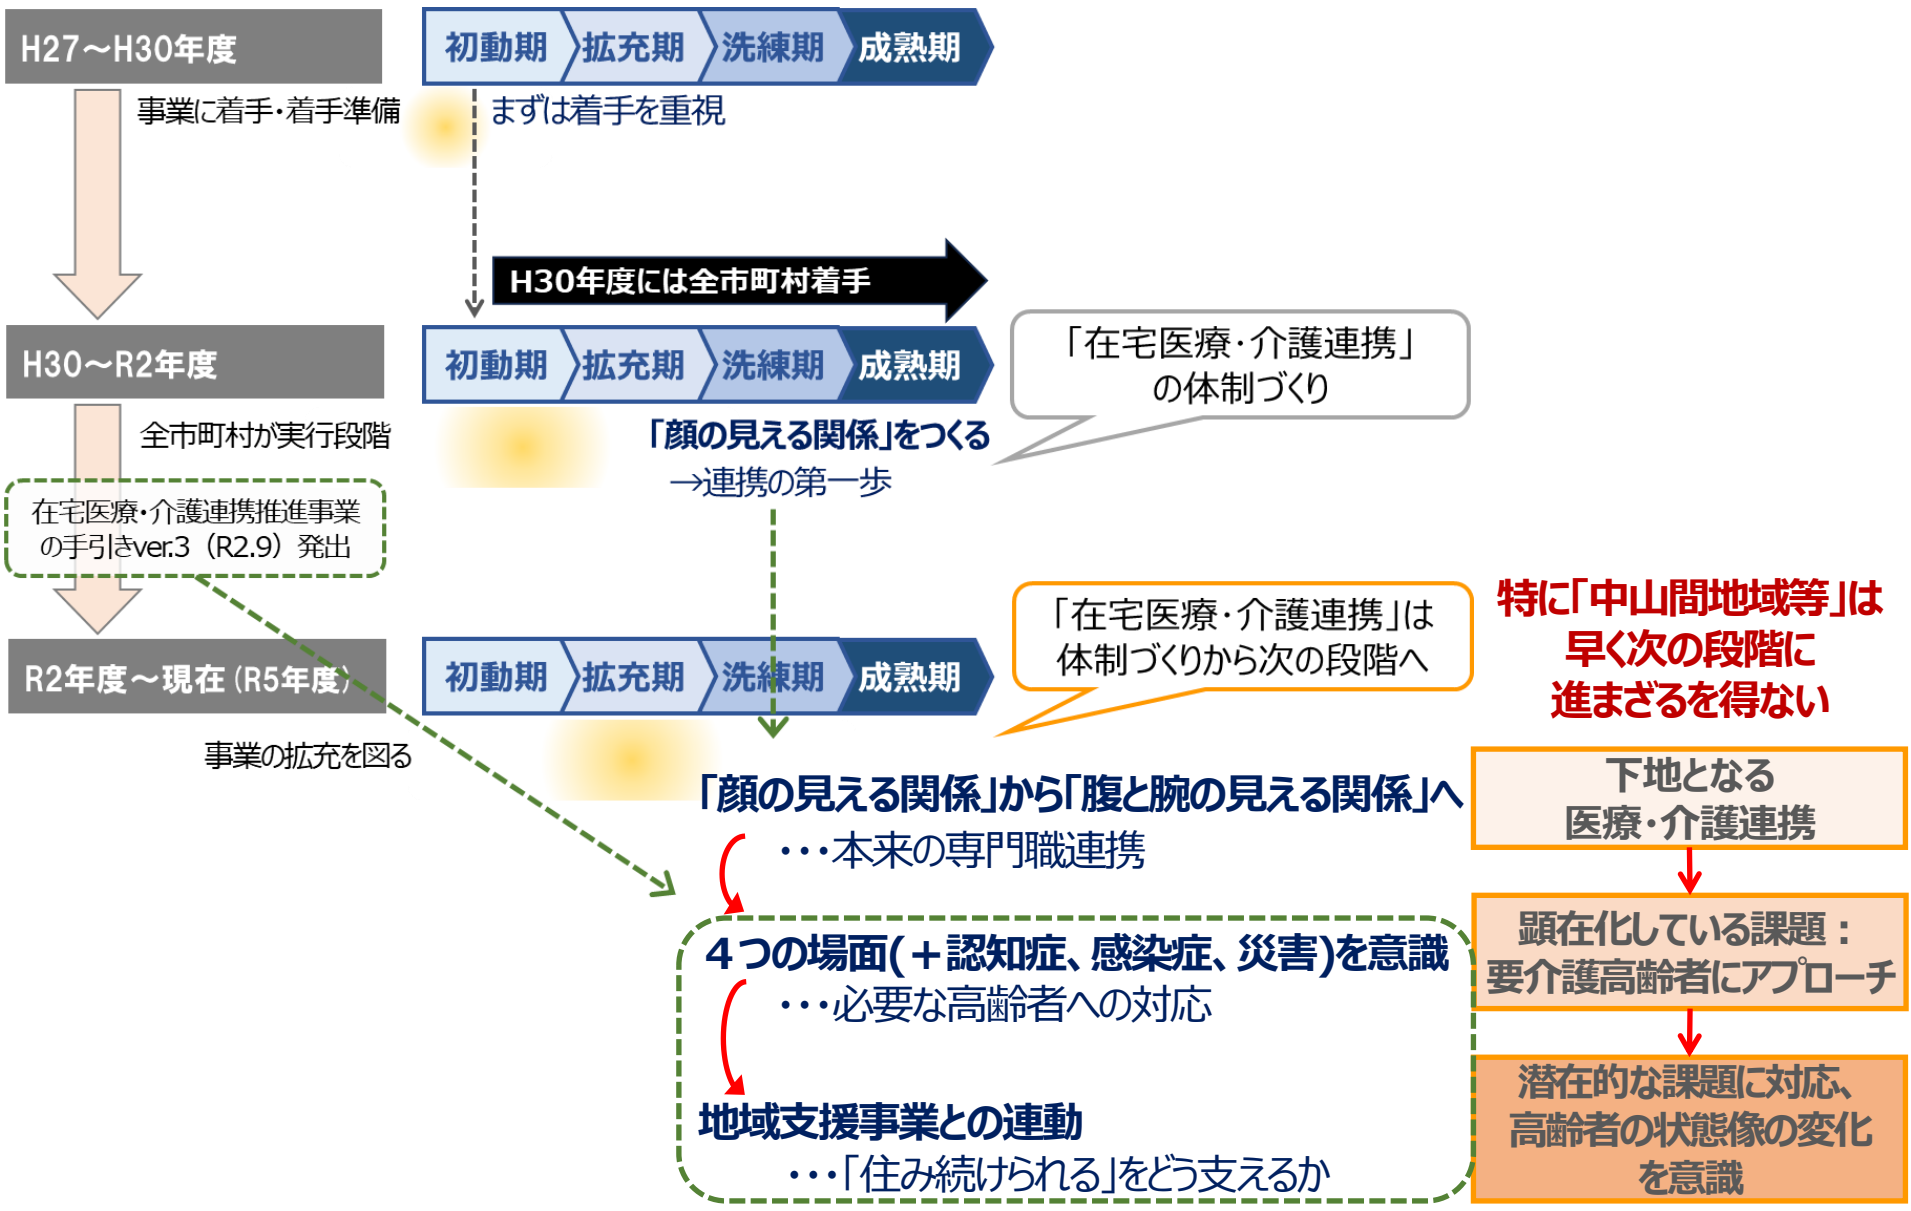 H27～H30年度
初動期
拡充期
洗練期
成熟期
事業に着手・着手準備
まずは着手を重視
H30年度には全市町村着手
H30～R2年度
初動期
拡充期
洗練期
成熟期
「在宅医療・介護連携」
の体制づくり
全市町村が実行段階
「顔の見える関係」をつくる
→連携の第一歩
在宅医療・介護連携推進事業
の手引きver.3（R2.9）発出
R2年度～現在(R5年度)
初動期
拡充期
洗練期
成熟期
「在宅医療・介護連携」は
体制づくりから次の段階へ
特に「中山間地域等」は
早く次の段階に
進まざるを得ない
事業の拡充を図る
「顔の見える関係」から「腹と腕の見える関係」へ
・・・本来の専門職連携
４つの場面(＋認知症、感染症、災害)を意識
・・・必要な高齢者への対応
地域支援事業との連動
・・・「住み続けられる」をどう支えるか
下地となる
医療・介護連携
顕在化している課題：
要介護高齢者にアプローチ
潜在的な課題に対応、
高齢者の状態像の変化
を意識